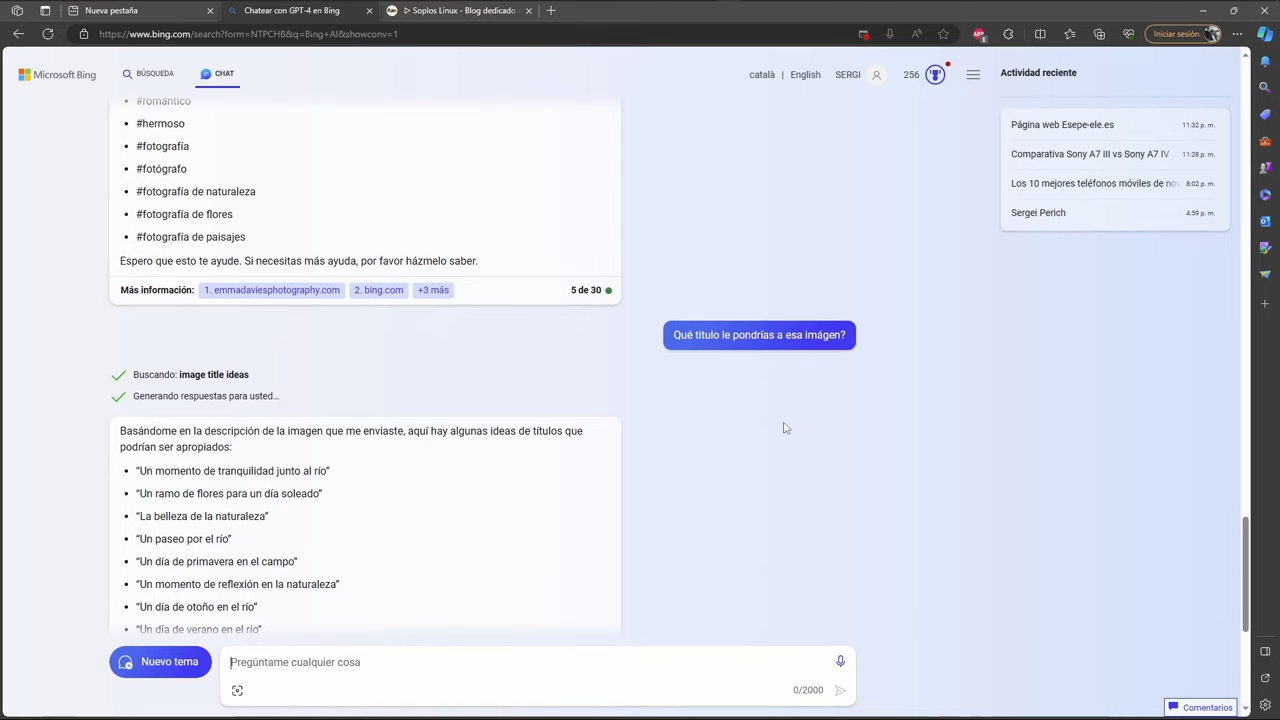 Nueva pestaña
Chatear con GPT-4 en Bing
Soplos Linux - Blog dedicado
https://www.bing.com/search?form=NTPCHB&q=Bing+AI&showconv=1
1
Iniciar sesión
Microsoft Bing
BÚSQUEDA
CHAT
català | English
SERGI
256
Actividad reciente
Página web Esepe-ele.es 11:32 p. m.
Comparativa Sony A7 III vs Sony A7 IV 11:28 p. m.
Los 10 mejores teléfonos móviles de no 8:02 p. m.
Sergei Perich 4:59 p. m.
#romántico
#hermoso
#fotografía
#fotógrafo
#fotografía de naturaleza
#fotografía de flores
#fotografía de paisajes
Espero que esto te ayude. Si necesitas más ayuda, por favor házmelo saber.
Más información: 1. emmadaviesphotography.com 2. bing.com +3 más 5 de 30
Qué titulo le pondrías a esa imágen?
Buscando: image title ideas
Generando respuestas para usted…
Basándome en la descripción de la imagen que me enviaste, aquí hay algunas ideas de títulos que
podrían ser apropiados:
“Un momento de tranquilidad junto al río”
“Un ramo de flores para un día soleado”
“La belleza de la naturaleza”
“Un paseo por el río”
“Un día de primavera en el campo”
“Un momento de reflexión en la naturaleza”
“Un día de otoño en el río”
“Un día de verano en el río”
Nuevo tema
Pregúntame cualquier cosa
0/2000
Comentarios